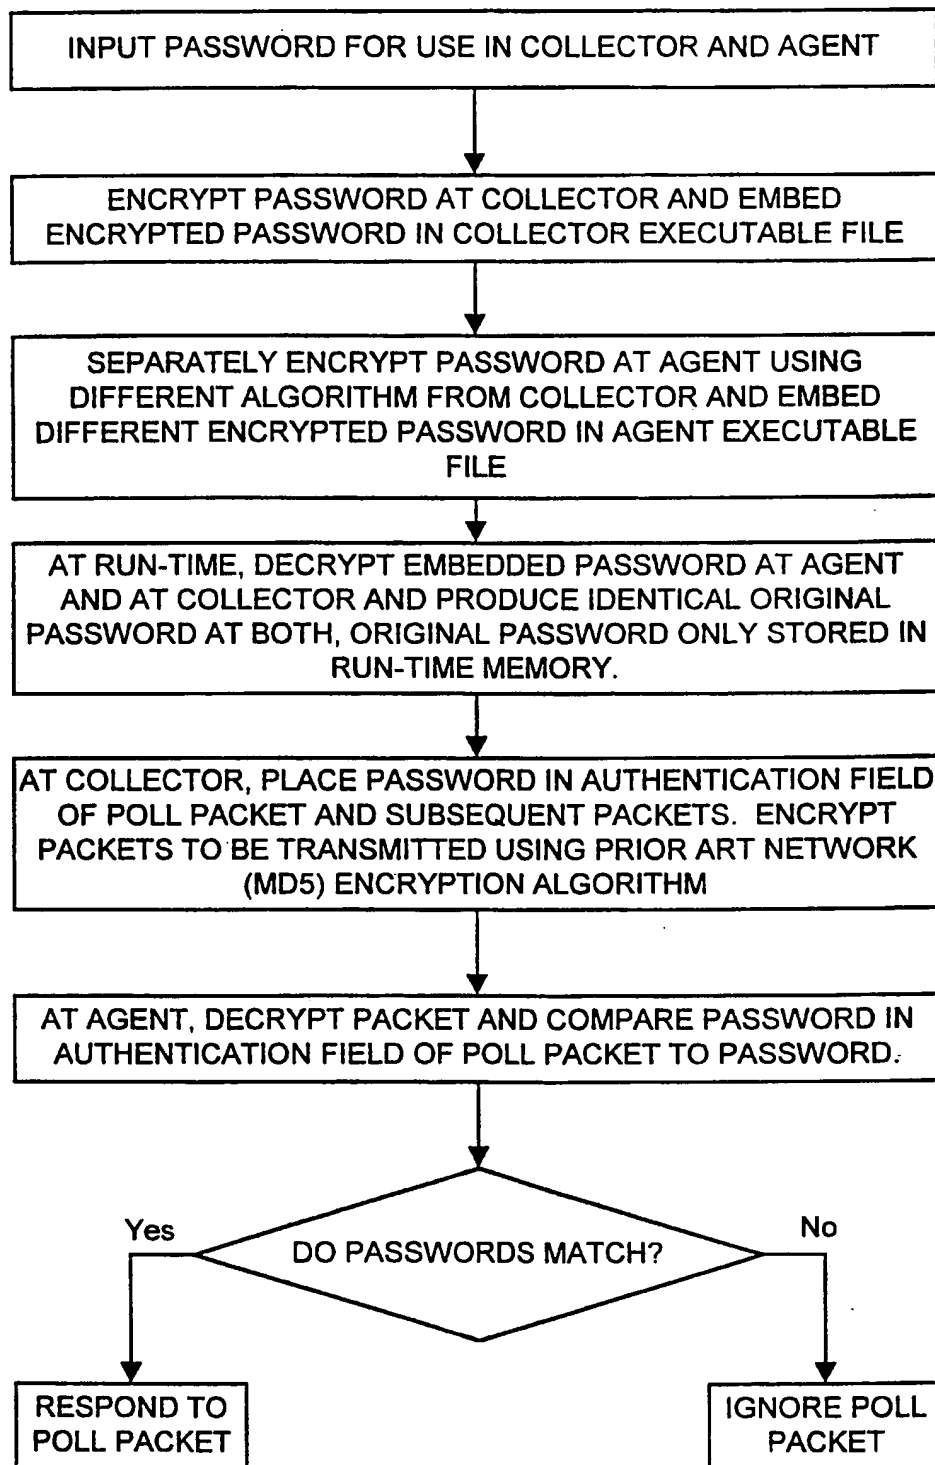 INPUT PASSWORD FOR USE IN COLLECTOR AND AGENT
ENCRYPT PASSWORD AT COLLECTOR AND EMBED
ENCRYPTED PASSWORD IN COLLECTOR EXECUTABLE FILE
SEPARATELY ENCRYPT PASSWORD AT AGENT USING
DIFFERENT ALGORITHM FROM COLLECTOR AND EMBED
DIFFERENT ENCRYPTED PASSWORD IN AGENT EXECUTABLE
FILE
AT RUN-TIME, DECRYPT EMBEDDED PASSWORD AT AGENT
AND AT COLLECTOR AND PRODUCE IDENTICAL ORIGINAL
PASSWORD AT BOTH, ORIGINAL PASSWORD ONLY STORED IN
RUN-TIME MEMORY.
AT COLLECTOR, PLACE PASSWORD IN AUTHENTICATION FIELD
OF POLL PACKET AND SUBSEQUENT PACKETS. ENCRYPT
PACKETS TO BE TRANSMITTED USING PRIOR ART NETWORK
(MD5) ENCRYPTION ALGORITHM
AT AGENT, DECRYPT PACKET AND COMPARE PASSWORD IN
AUTHENTICATION FIELD OF POLL PACKET TO PASSWORD.
Yes
No
DO PASSWORDS MATCH?
RESPOND TO
POLL PACKET
IGNORE POLL
PACKET